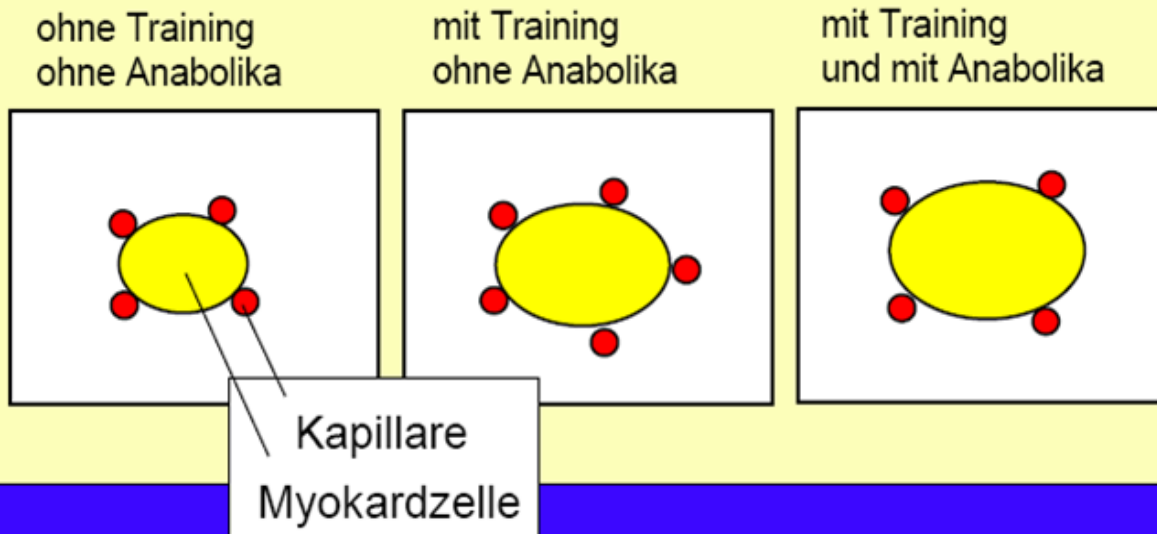 ohne Training
ohne Anabolika
mit Training
ohne Anabolika
mit Training
und mit Anabolika
Kapillare
Myokardzelle